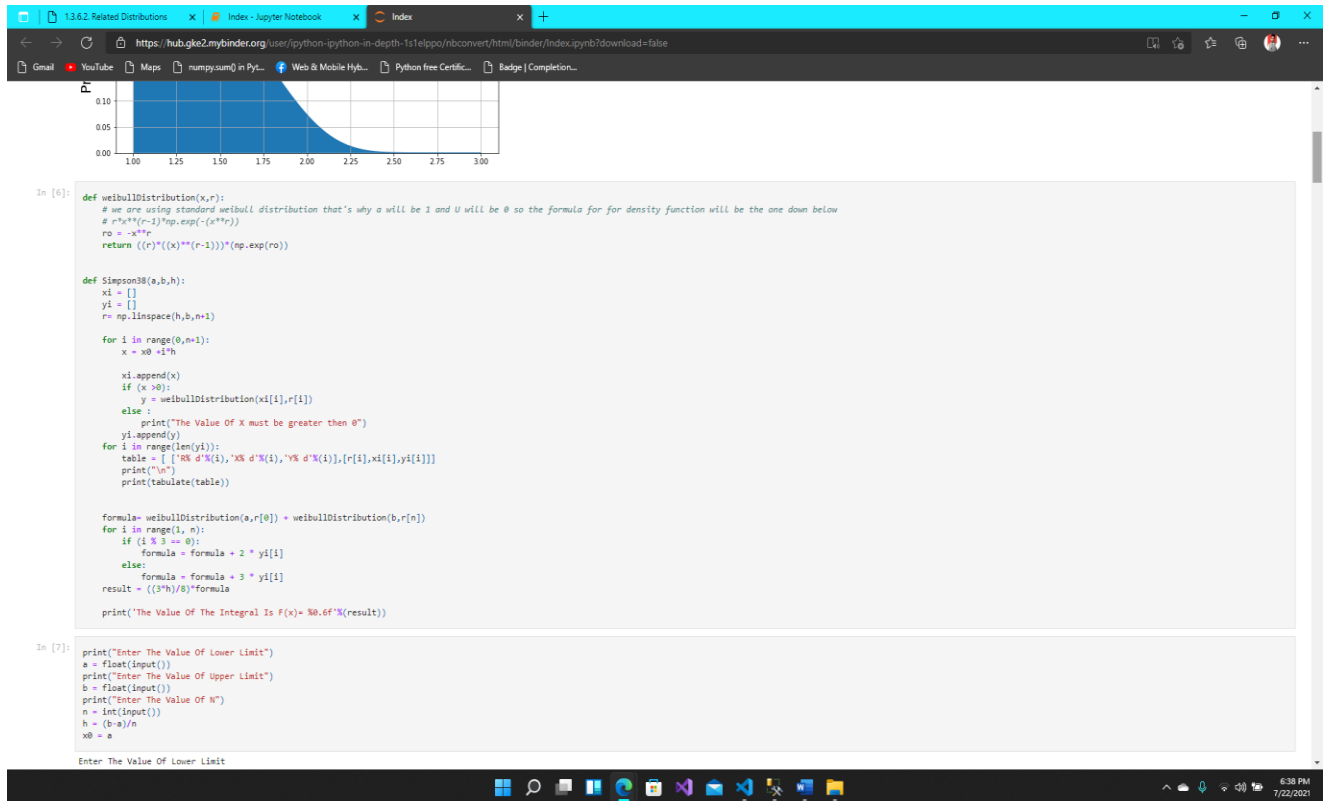 1.3.6.2. Related Distributions
Index - Jupyter Notebook
Index
https://hub.gke2.mybinder.org/user/ipython-ipython-in-depth-1s1elppo/nbconvert/html/binder/Index.ipynb?download=false
Gmail YouTube Maps numpy.sum() in Pyt... Web & Mobile Hyb... Python free Certific... Badge | Completion...
Pr
0.10
0.05
0.00
1.00 1.25 1.50 1.75 2.00 2.25 2.50 2.75 3.00
In [6]:
def weibullDistribution(x,r):
# we are using standard weibull distribution that's why a will be 1 and U will be 0 so the formula for for density function will be the one down below
# r*x**(r-1)*np.exp(-(x**r))
ro = -x**r
return ((r)*((x)**(r-1)))*(np.exp(ro))
def Simpson38(a,b,h):
xi = []
yi = []
r= np.linspace(h,b,n+1)
for i in range(0,n+1):
x = x0 +i*h
xi.append(x)
if (x >0):
y = weibullDistribution(xi[i],r[i])
else :
print("The Value Of X must be greater then 0")
yi.append(y)
for i in range(len(yi)):
table = [ ['R% d'%(i),'X% d'%(i),'Y% d'%(i)],[r[i],xi[i],yi[i]]]
print("\n")
print(tabulate(table))
formula= weibullDistribution(a,r[0]) + weibullDistribution(b,r[n])
for i in range(1, n):
if (i % 3 == 0):
formula = formula + 2 * yi[i]
else:
formula = formula + 3 * yi[i]
result = ((3*h)/8)*formula
print('The Value Of The Integral Is F(x)= %0.6f'%(result))
In [7]:
print("Enter The Value Of Lower Limit")
a = float(input())
print("Enter The Value Of Upper Limit")
b = float(input())
print("Enter The Value Of N")
n = int(input())
h = (b-a)/n
x0 = a
Enter The Value Of Lower Limit
6:38 PM
7/22/2021